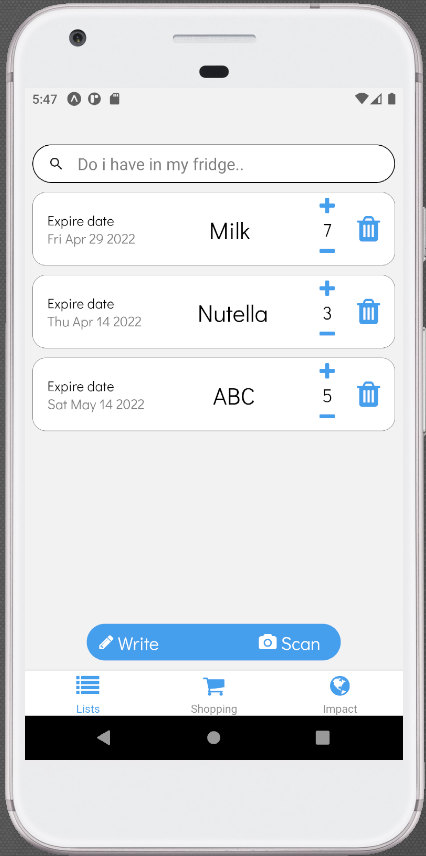 5:47
Do i have in my fridge..
Expire date
Fri Apr 29 2022
Milk
7
Expire date
Thu Apr 14 2022
Nutella
3
Expire date
Sat May 14 2022
ABC
5
Write Scan
Lists Shopping Impact